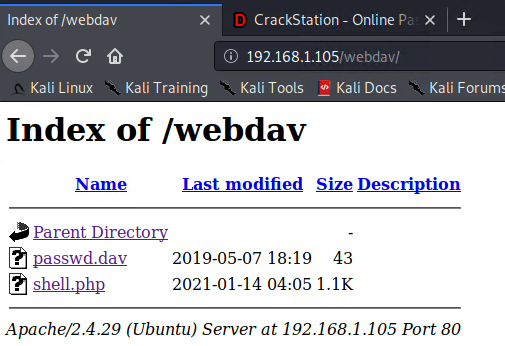 Index of /webdav
CrackStation - Online Pa
192.168.1.105/webdav/
Kali Linux Kali Training Kali Tools Kali Docs Kali Forums
Index of /webdav
Name Last modified Size Description
Parent Directory -
passwd.dav 2019-05-07 18:19 43
shell.php 2021-01-14 04:05 1.1K
Apache/2.4.29 (Ubuntu) Server at 192.168.1.105 Port 80